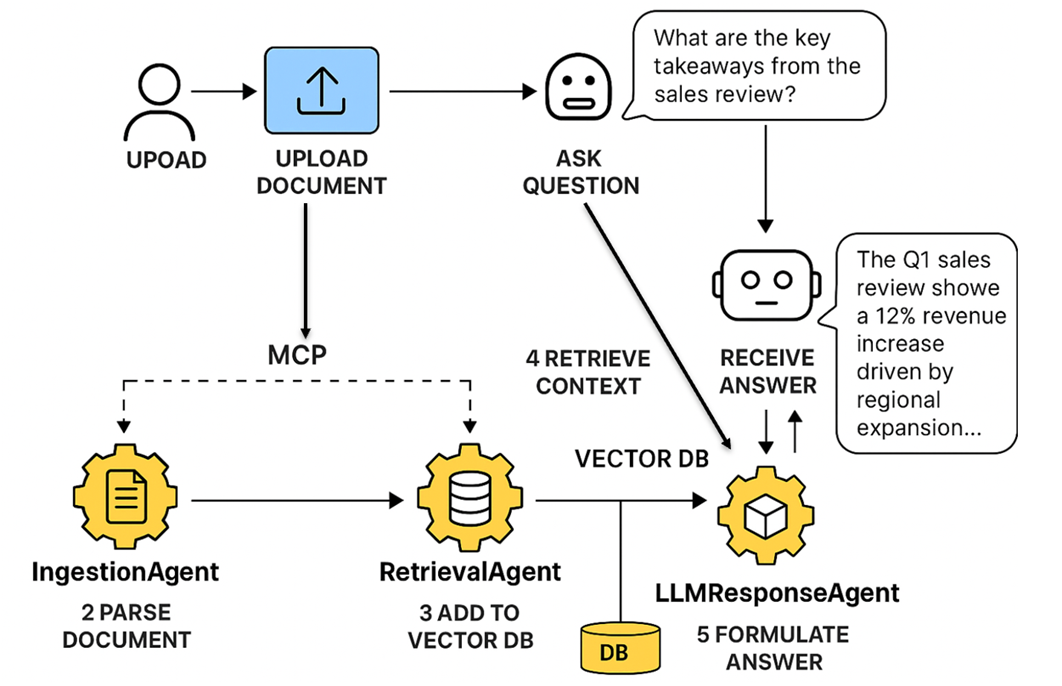 What are the key
takeaways from the
sales review?
UPOAD
UPLOAD
DOCUMENT
ASK
QUESTION
The Q1 sales
review showe
a 12% revenue
increase
driven by
regional
expansion...
MCP
4 RETRIEVE
CONTEXT
RECEIVE
ANSWER
VECTOR DB
IngestionAgent
2 PARSE
DOCUMENT
RetrievalAgent
3 ADD TO
VECTOR DB
DB
LLMResponseAgent
5 FORMULATE
ANSWER